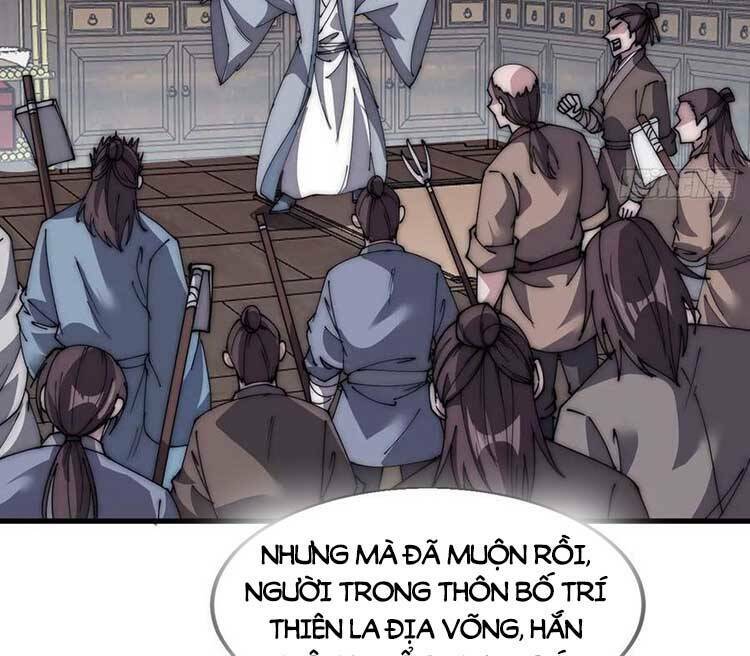 NHƯNG MÀ ĐÃ MUỘN RỒI,
NGƯỜI TRONG THÔN BỐ TRÍ
THIÊN LA ĐỊA VÕNG, HẮN